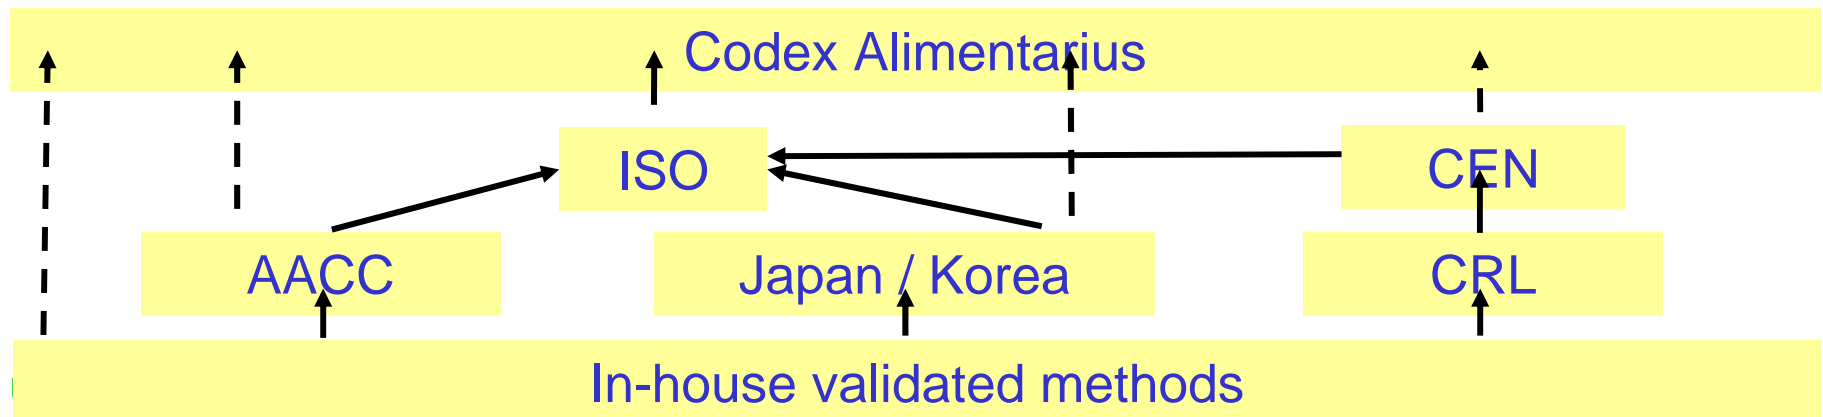 Codex Alimentarius
ISO
CEN
AACC
Japan / Korea
CRL
In-house validated methods